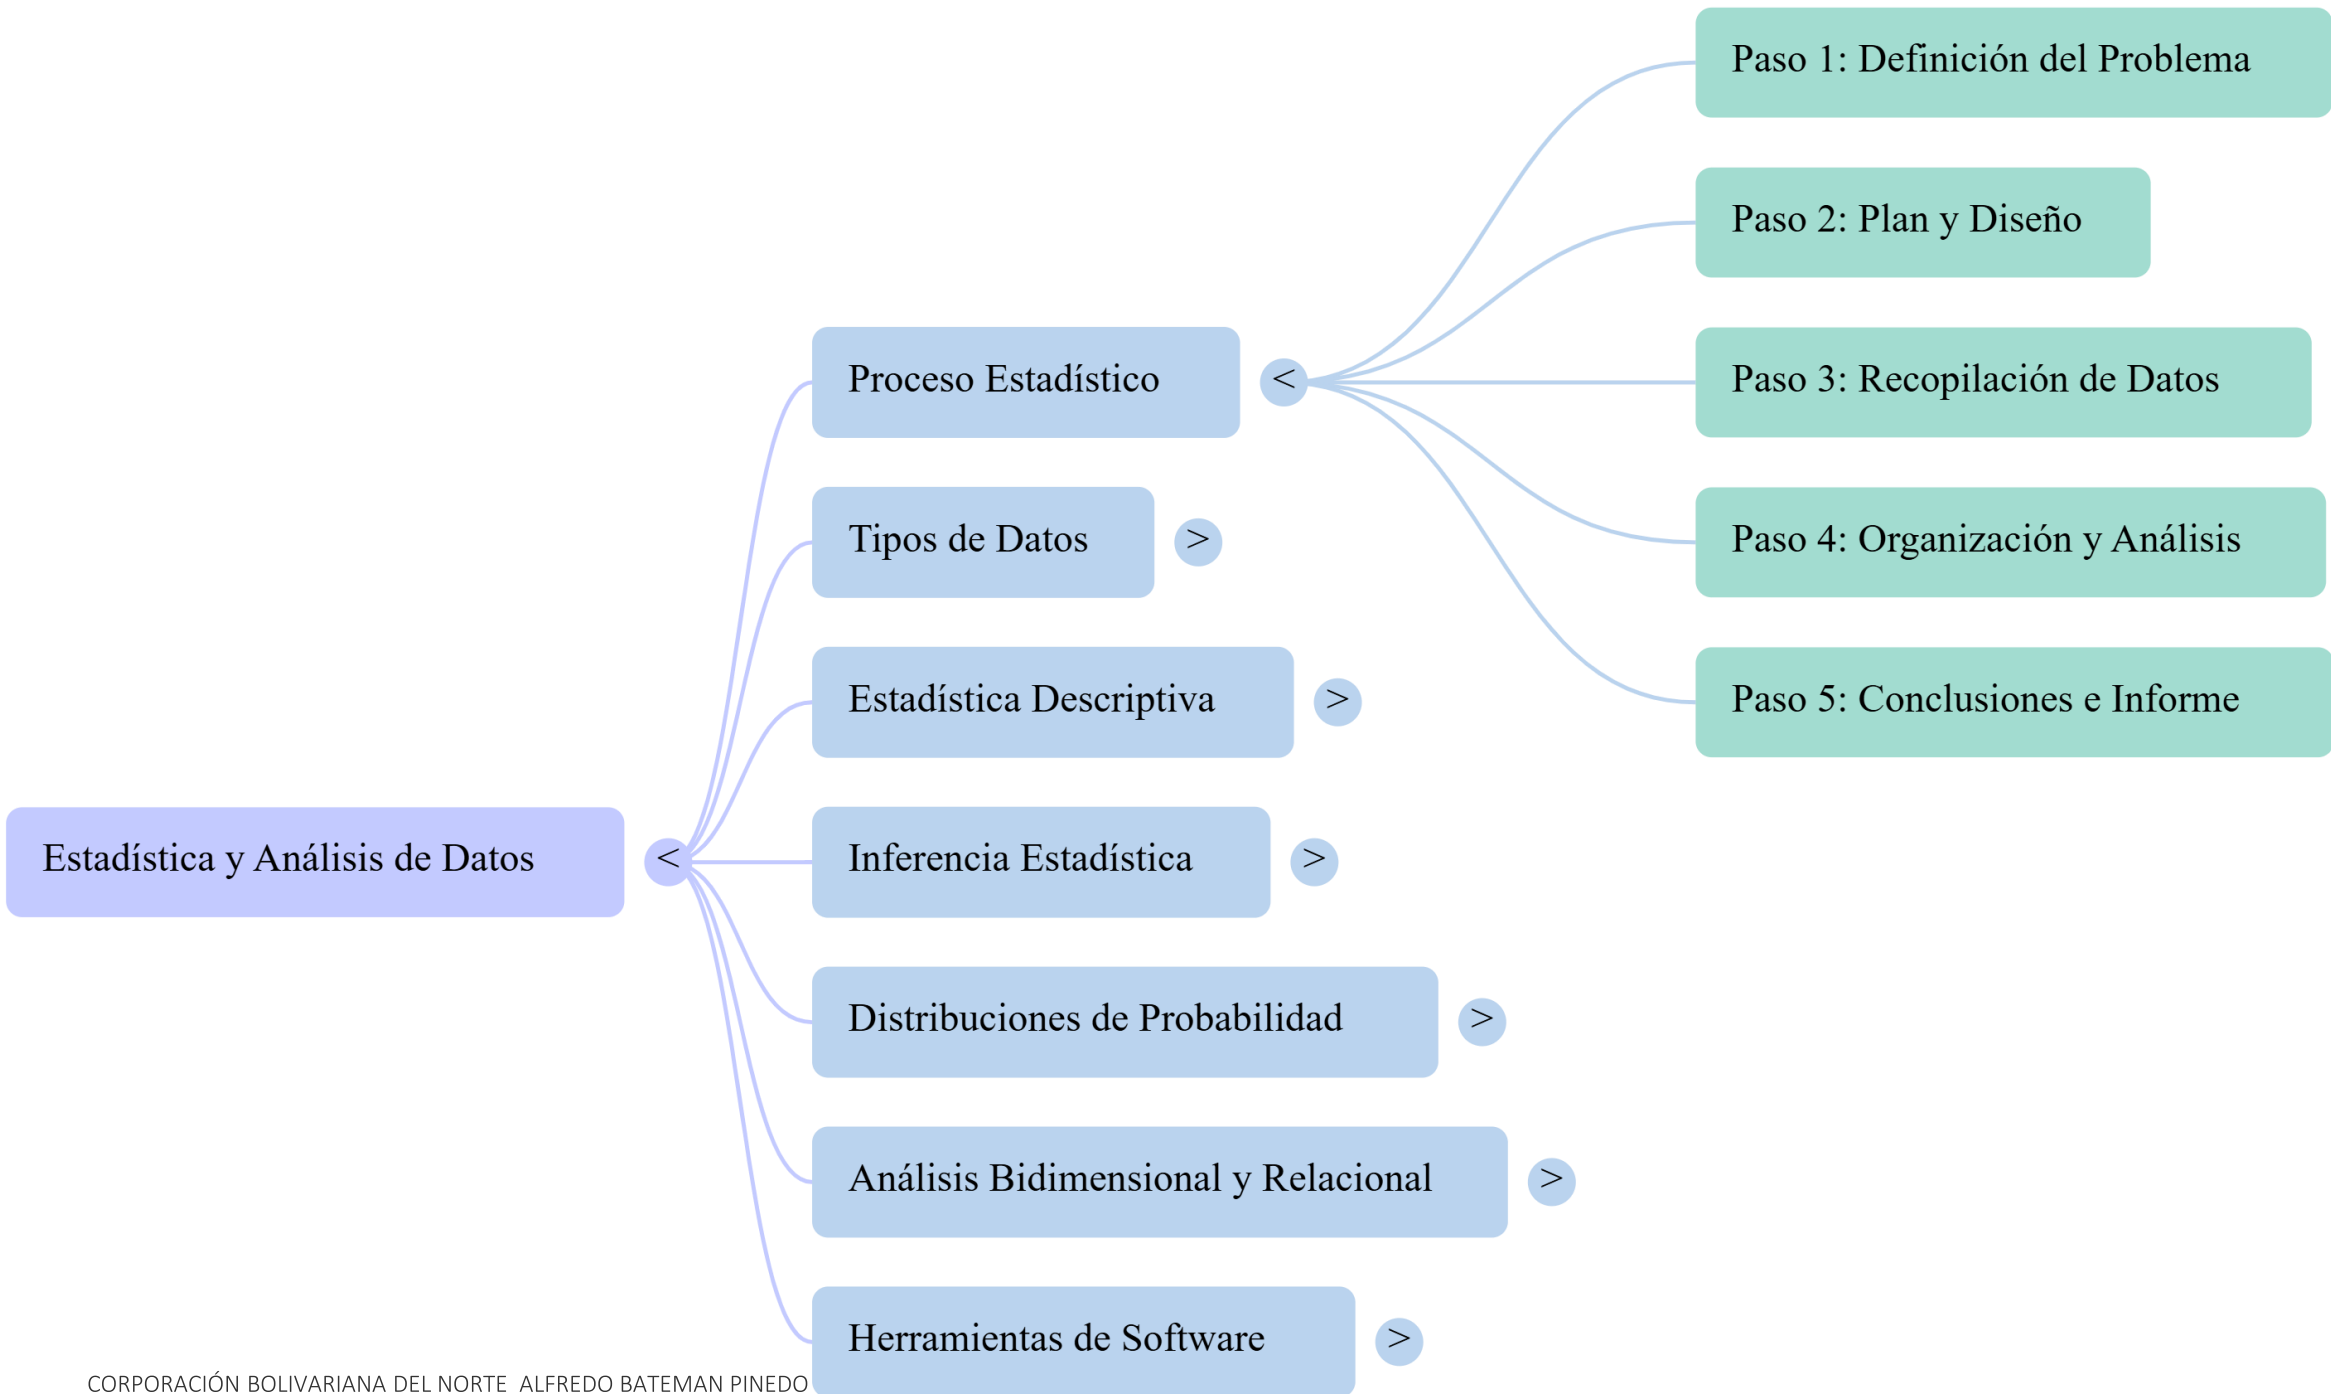 Estadística y Análisis de Datos
<
Proceso Estadístico
<
Paso 1: Definición del Problema
Paso 2: Plan y Diseño
Paso 3: Recopilación de Datos
Paso 4: Organización y Análisis
Paso 5: Conclusiones e Informe
Tipos de Datos
>
Estadística Descriptiva
>
Inferencia Estadística
>
Distribuciones de Probabilidad
>
Análisis Bidimensional y Relacional
>
Herramientas de Software
>
CORPORACIÓN BOLIVARIANA DEL NORTE ALFREDO BATEMAN PINEDO